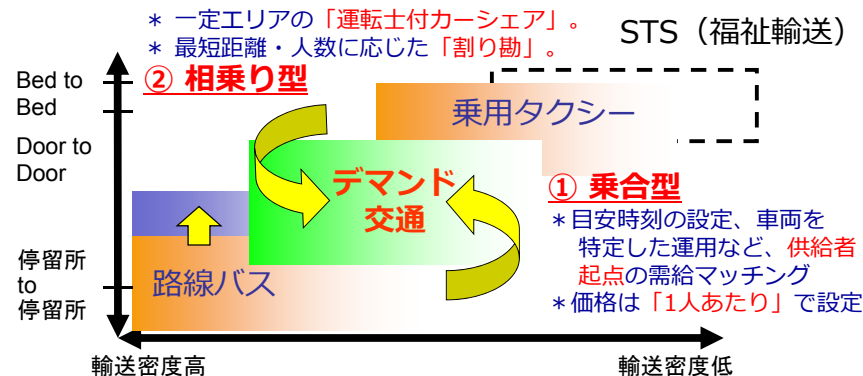 ＊ 一定エリアの「運転士付カーシェア」。
＊ 最短距離・人数に応じた「割り勘」。
STS（福祉輸送）
② 相乗り型
Bed to
Bed
Door to
Door
停留所
to
停留所
乗用タクシー
デマンド
交通
路線バス
① 乗合型
＊目安時刻の設定、車両を
特定した運用など、供給者
起点の需給マッチング
＊価格は「1人あたり」で設定
輸送密度高
輸送密度低